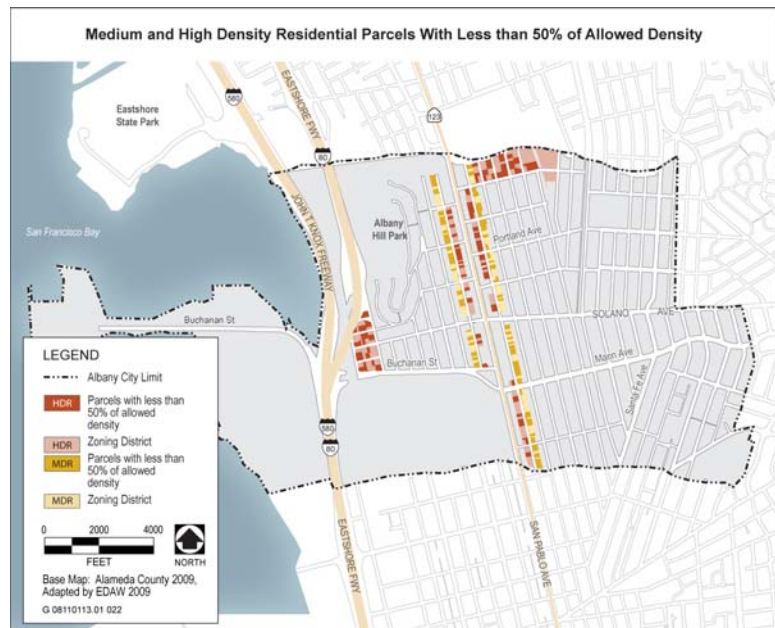 Medium and High Density Residential Parcels With Less than 50% of Allowed Density
Eastshore
State Park
580
EASTSHORE FWY
123
80
JOHN T KNOX FREEWAY
Albany
Hill Park
San Francisco Bay
Portland Ave
Buchanan St
SOLANO AVE
Buchanan St
Marin Ave
Santa Fe Ave
580
80
EASTSHORE FWY
SAN PABLO AVE
LEGEND
Albany City Limit
HDR Parcels with less than
50% of allowed
density
HDR Zoning District
MDR Parcels with less than
50% of allowed
density
MDR Zoning District
0 2000 4000
FEET
NORTH
Base Map: Alameda County 2009,
Adapted by EDAW 2009
G 08110113.01 022